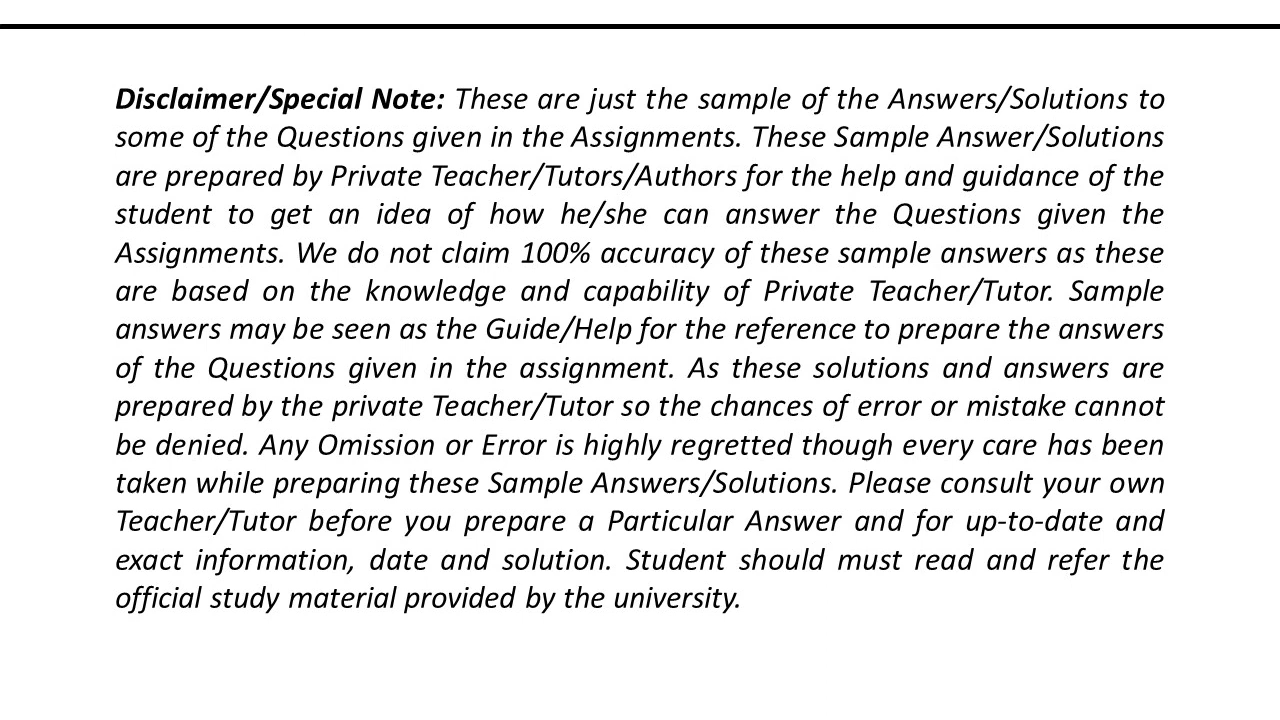 Disclaimer/Special Note: These are just the sample of the Answers/Solutions to
some of the Questions given in the Assignments. These Sample Answer/Solutions
are prepared by Private Teacher/Tutors/Authors for the help and guidance of the
student to get an idea of how he/she can answer the Questions given the
Assignments. We do not claim 100% accuracy of these sample answers as these
are based on the knowledge and capability of Private Teacher/Tutor. Sample
answers may be seen as the Guide/Help for the reference to prepare the answers
of the Questions given in the assignment. As these solutions and answers are
prepared by the private Teacher/Tutor so the chances of error or mistake cannot
be denied. Any Omission or Error is highly regretted though every care has been
taken while preparing these Sample Answers/Solutions. Please consult your own
Teacher/Tutor before you prepare a Particular Answer and for up-to-date and
exact information, date and solution. Student should must read and refer the
official study material provided by the university.